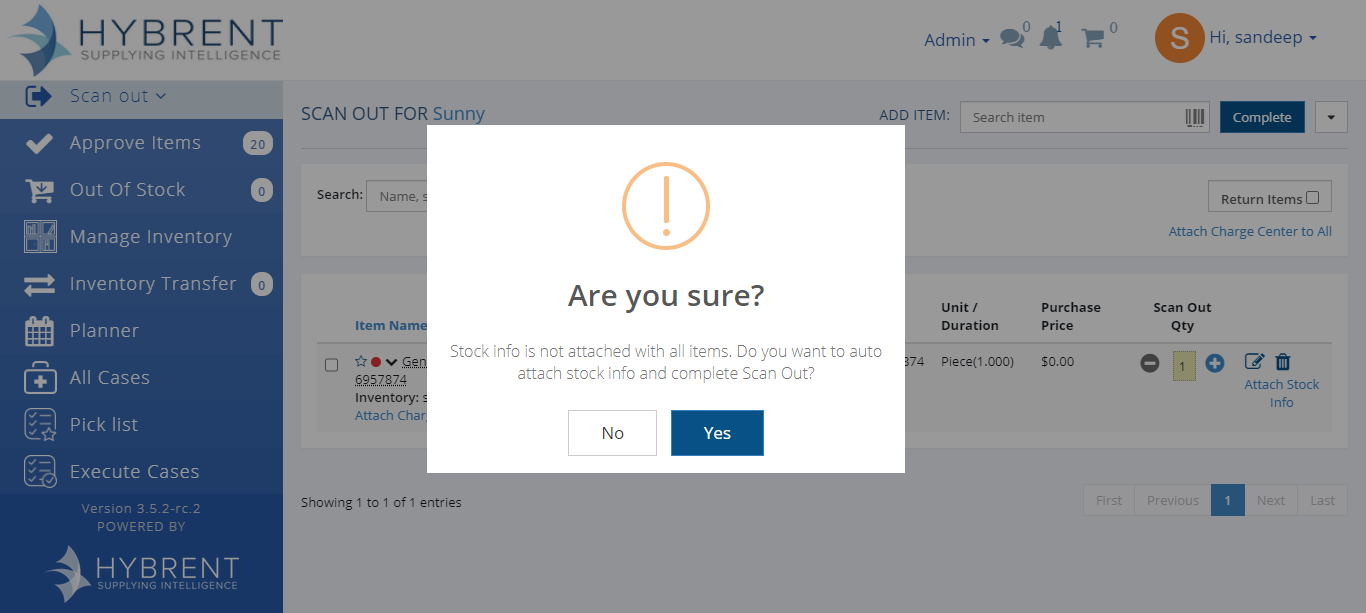 HYBRENT
SUPPLYING INTELLIGENCE
Admin
0
1
0
S
Hi, sandeep
Scan out
Approve Items 20
Out Of Stock 0
Manage Inventory
Inventory Transfer 0
Planner
All Cases
Pick list
Execute Cases
Version 3.5.2-rc.2
POWERED BY
HYBRENT
SUPPLYING INTELLIGENCE
SCAN OUT FOR Sunny
ADD ITEM: Search item Complete
Search: Name, s
Return Items
Attach Charge Center to All
Item Name
Unit / Duration
Purchase Price
Scan Out Qty
Gen
6957874
Inventory: s
Attach Char
874
Piece(1.000)
$0.00
1
Attach Stock
Info
Are you sure?
Stock info is not attached with all items. Do you want to auto
attach stock info and complete Scan Out?
No Yes
Showing 1 to 1 of 1 entries
First Previous 1 Next Last